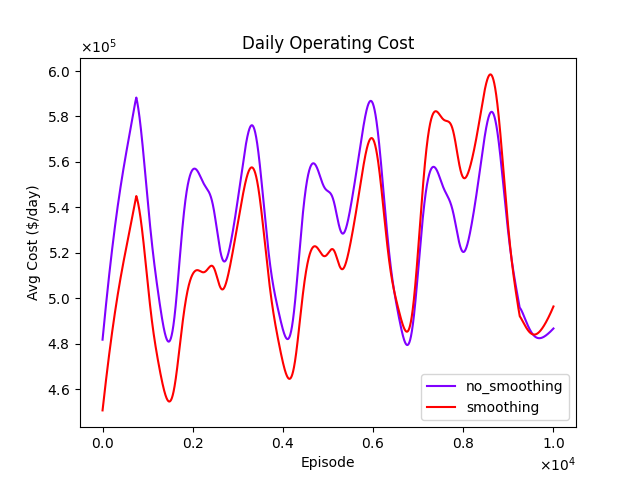 Daily Operating Cost
×10⁵
6.0
5.8
5.6
5.4
5.2
5.0
4.8
4.6
Avg Cost ($/day)
no_smoothing
smoothing
0.0 0.2 0.4 0.6 0.8 1.0
Episode
×10⁴